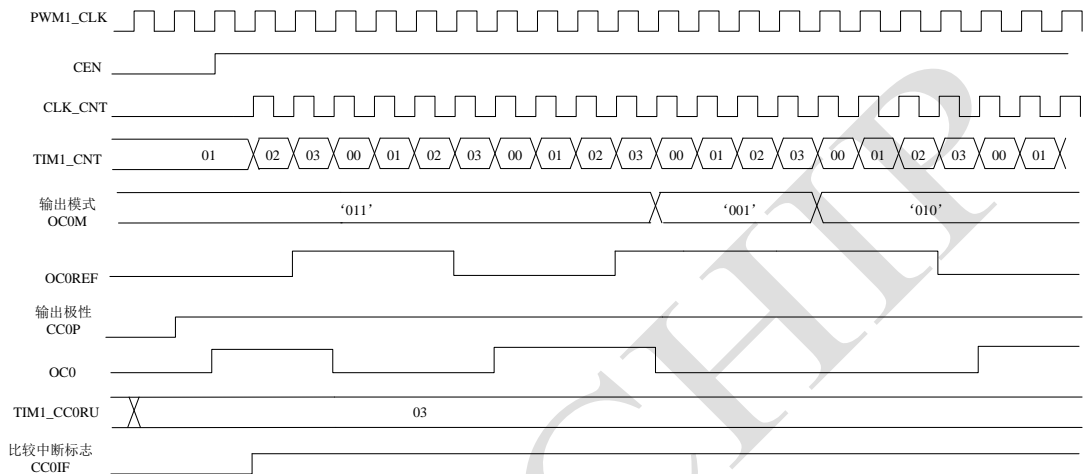 PWM1_CLK
CEN
CLK_CNT
TIM1_CNT 01 02 03 00 01 02 03 00 01 02 03 00 01 02 03 00 01 02 03 00 01
输出模式
OC0M ‘011’ ‘001’ ‘010’
OC0REF
输出极性
CC0P
OC0
TIM1_CC0RU 03
比较中断标志
CC0IF
CHIP